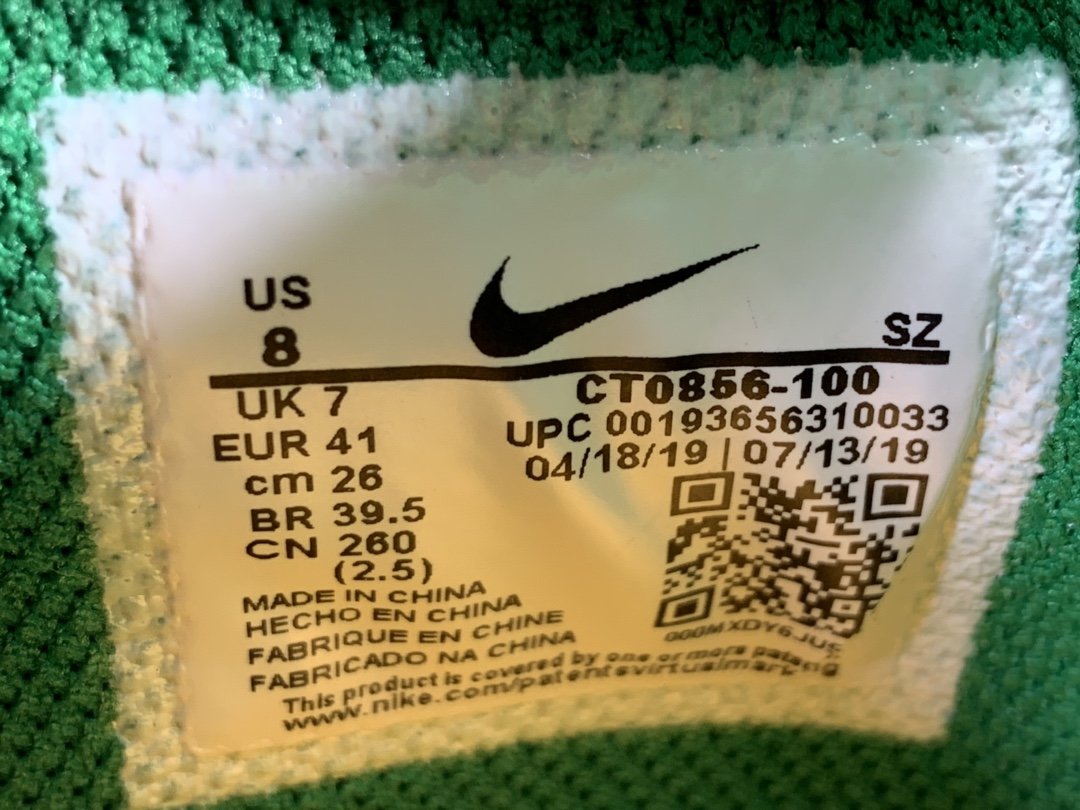 US
8
SZ
UK 7
EUR 41
cm 26
BR 39.5
CN 260
(2.5)
CT0856-100
UPC 00193656310033
04/18/19 | 07/13/19
MADE IN CHINA
HECHO EN CHINA
FABRIQUE EN CHINE
FABRICADO NA CHINA
This product is covered by one or more
www.nike.com/patentsvirtualmarking